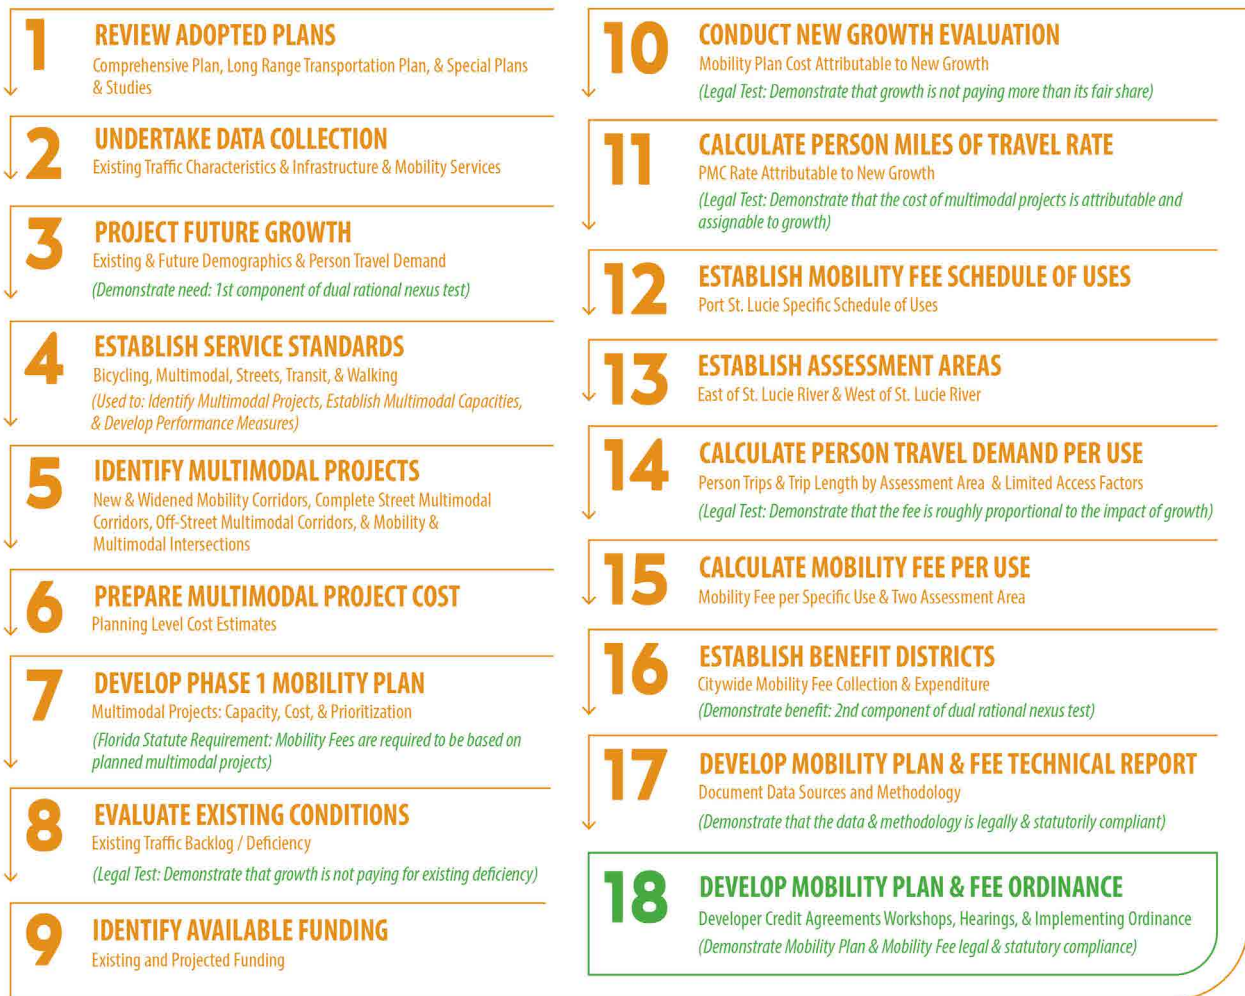 1
REVIEW ADOPTED PLANS
Comprehensive Plan, Long Range Transportation Plan, & Special Plans
& Studies
2
UNDERTAKE DATA COLLECTION
Existing Traffic Characteristics & Infrastructure & Mobility Services
3
PROJECT FUTURE GROWTH
Existing & Future Demographics & Person Travel Demand
(Demonstrate need: 1st component of dual rational nexus test)
4
ESTABLISH SERVICE STANDARDS
Bicycling, Multimodal, Streets, Transit, & Walking
(Used to: Identify Multimodal Projects, Establish Multimodal Capacities,
& Develop Performance Measures)
5
IDENTIFY MULTIMODAL PROJECTS
New & Widened Mobility Corridors, Complete Street Multimodal
Corridors, Off-Street Multimodal Corridors, & Mobility &
Multimodal Intersections
6
PREPARE MULTIMODAL PROJECT COST
Planning Level Cost Estimates
7
DEVELOP PHASE 1 MOBILITY PLAN
Multimodal Projects: Capacity, Cost, & Prioritization
(Florida Statute Requirement: Mobility Fees are required to be based on
planned multimodal projects)
8
EVALUATE EXISTING CONDITIONS
Existing Traffic Backlog / Deficiency
(Legal Test: Demonstrate that growth is not paying for existing deficiency)
9
IDENTIFY AVAILABLE FUNDING
Existing and Projected Funding
10
CONDUCT NEW GROWTH EVALUATION
Mobility Plan Cost Attributable to New Growth
(Legal Test: Demonstrate that growth is not paying more than its fair share)
11
CALCULATE PERSON MILES OF TRAVEL RATE
PMC Rate Attributable to New Growth
(Legal Test: Demonstrate that the cost of multimodal projects is attributable and
assignable to growth)
12
ESTABLISH MOBILITY FEE SCHEDULE OF USES
Port St. Lucie Specific Schedule of Uses
13
ESTABLISH ASSESSMENT AREAS
East of St. Lucie River & West of St. Lucie River
14
CALCULATE PERSON TRAVEL DEMAND PER USE
Person Trips & Trip Length by Assessment Area & Limited Access Factors
(Legal Test: Demonstrate that the fee is roughly proportional to the impact of growth)
15
CALCULATE MOBILITY FEE PER USE
Mobility Fee per Specific Use & Two Assessment Area
16
ESTABLISH BENEFIT DISTRICTS
Citywide Mobility Fee Collection & Expenditure
(Demonstrate benefit: 2nd component of dual rational nexus test)
17
DEVELOP MOBILITY PLAN & FEE TECHNICAL REPORT
Document Data Sources and Methodology
(Demonstrate that the data & methodology is legally & statutorily compliant)
18
DEVELOP MOBILITY PLAN & FEE ORDINANCE
Developer Credit Agreements Workshops, Hearings, & Implementing Ordinance
(Demonstrate Mobility Plan & Mobility Fee legal & statutory compliance)